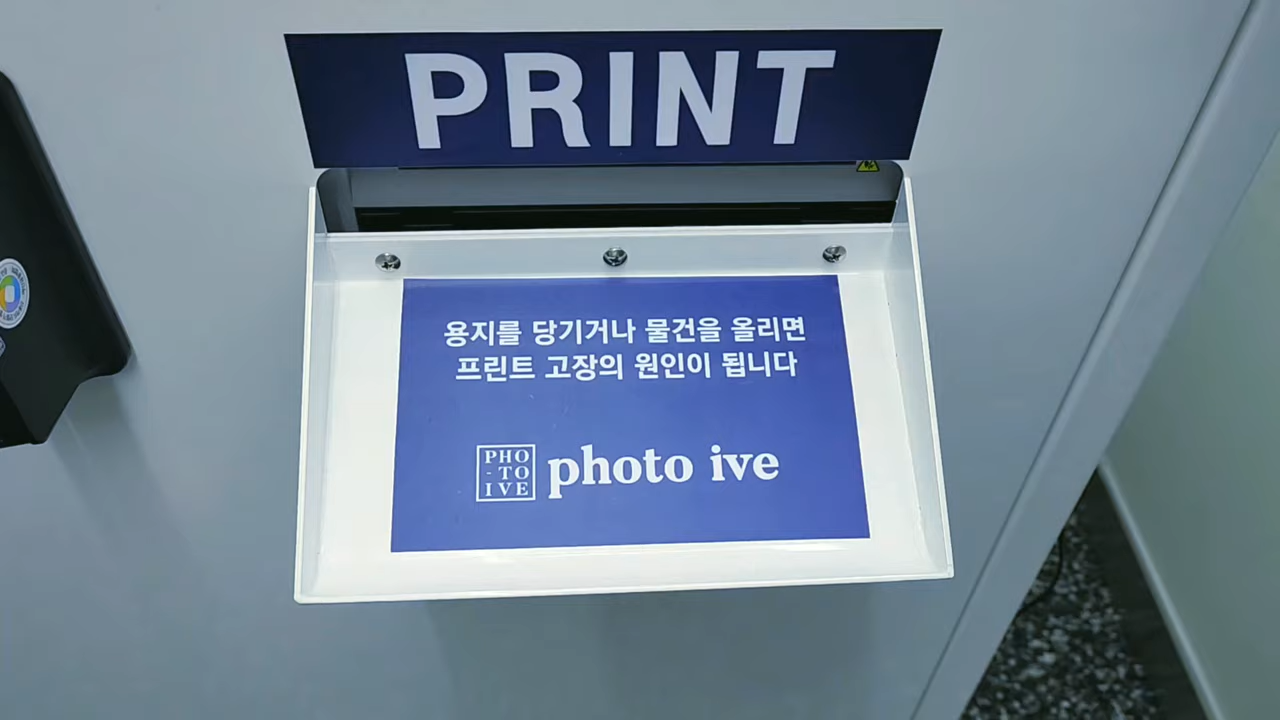 PRINT
용지를 당기거나 물건을 올리면
프린트 고장의 원인이 됩니다
PHO
-TO
IVE
photo ive